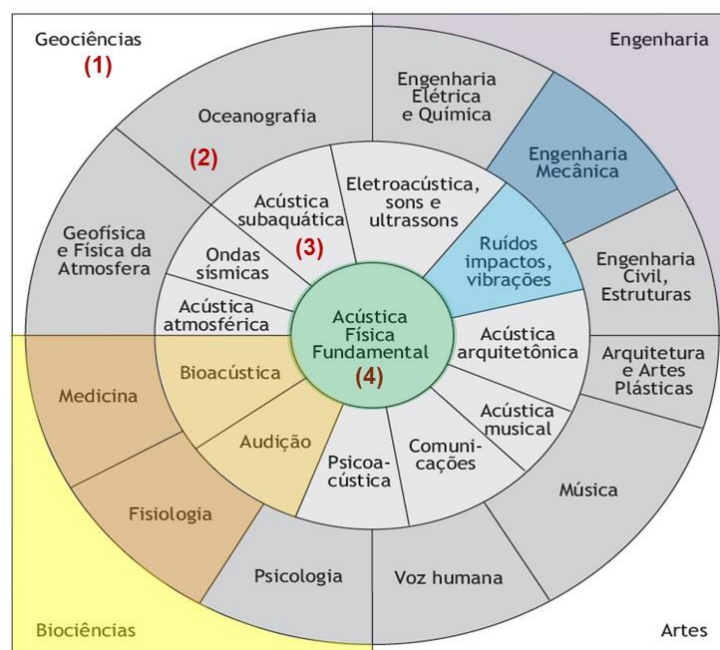 Geociências
(1)
Engenharia
Oceanografia
(2)
Engenharia
Elétrica
e Química
Engenharia
Mecânica
Geofísica
e Física da
Atmosfera
Acústica
subaquática
(3)
Eletroacústica,
sons e
ultrassons
Ruídos
impactos,
vibrações
Engenharia
Civil,
Estruturas
Ondas
sísmicas
Acústica
atmosférica
Acústica
Física
Fundamental
(4)
Acústica
arquitetônica
Arquitetura
e Artes
Plásticas
Medicina
Bioacústica
Audição
Psicoa-
cústica
Comuni-
cações
Acústica
musical
Música
Fisiologia
Psicologia
Voz humana
Biociências
Artes